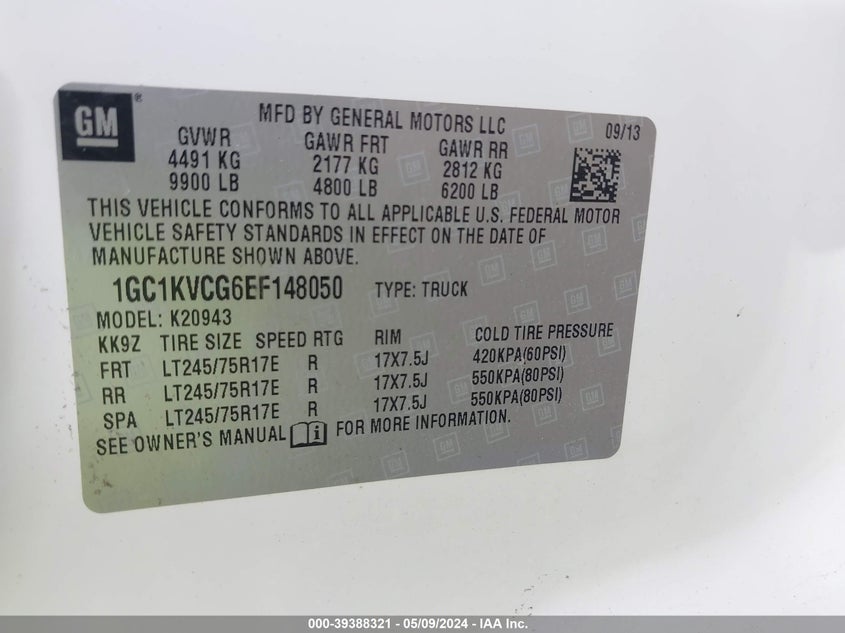 GM ®
MFD BY GENERAL MOTORS LLC 09/13
GVWR GAWR FRT GAWR RR
4491 KG 2177 KG 2812 KG
9900 LB 4800 LB 6200 LB
THIS VEHICLE CONFORMS TO ALL APPLICABLE U.S. FEDERAL MOTOR
VEHICLE SAFETY STANDARDS IN EFFECT ON THE DATE OF
MANUFACTURE SHOWN ABOVE.
1GC1KVCG6EF148050 TYPE: TRUCK
MODEL: K20943
KK9Z TIRE SIZE SPEED RTG RIM COLD TIRE PRESSURE
FRT LT245/75R17E R 17X7.5J 420KPA(60PSI)
RR LT245/75R17E R 17X7.5J 550KPA(80PSI)
SPA LT245/75R17E R 17X7.5J 550KPA(80PSI)
SEE OWNER'S MANUAL i FOR MORE INFORMATION.
000-39388321 / 05/09/2024 - IAA Inc.